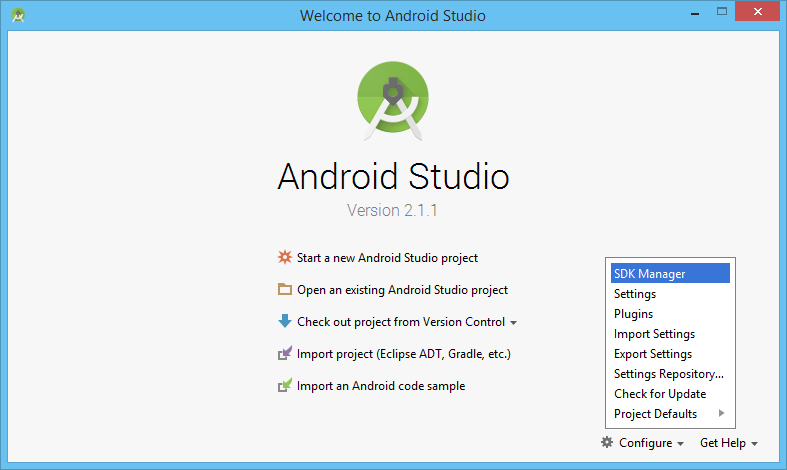 Welcome to Android Studio
Android Studio
Version 2.1.1
Start a new Android Studio project
Open an existing Android Studio project
Check out project from Version Control
Import project (Eclipse ADT, Gradle, etc.)
Import an Android code sample
SDK Manager
Settings
Plugins
Import Settings
Export Settings
Settings Repository...
Check for Update
Project Defaults
Configure Get Help